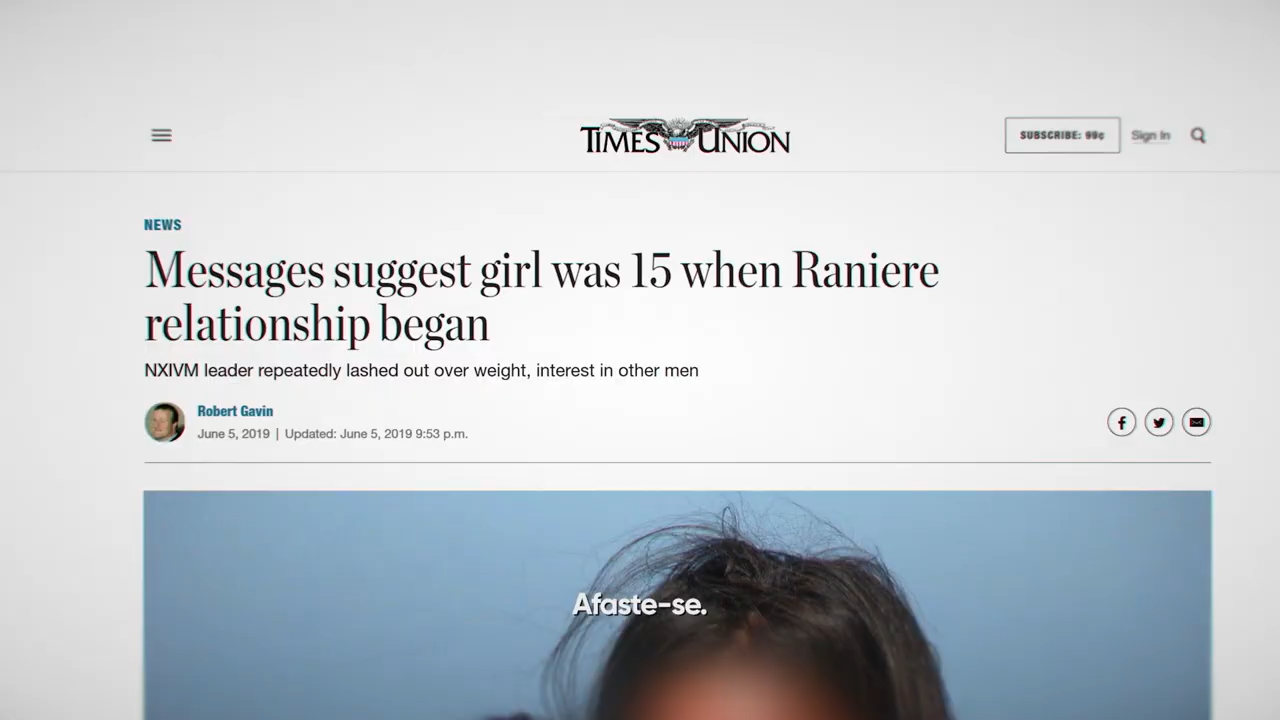 TIMES UNION
SUBSCRIBE: 99¢
Sign In
NEWS
Messages suggest girl was 15 when Raniere
relationship began
NXIVM leader repeatedly lashed out over weight, interest in other men
Robert Gavin
June 5, 2019 | Updated: June 5, 2019 9:53 p.m.
Afaste-se.